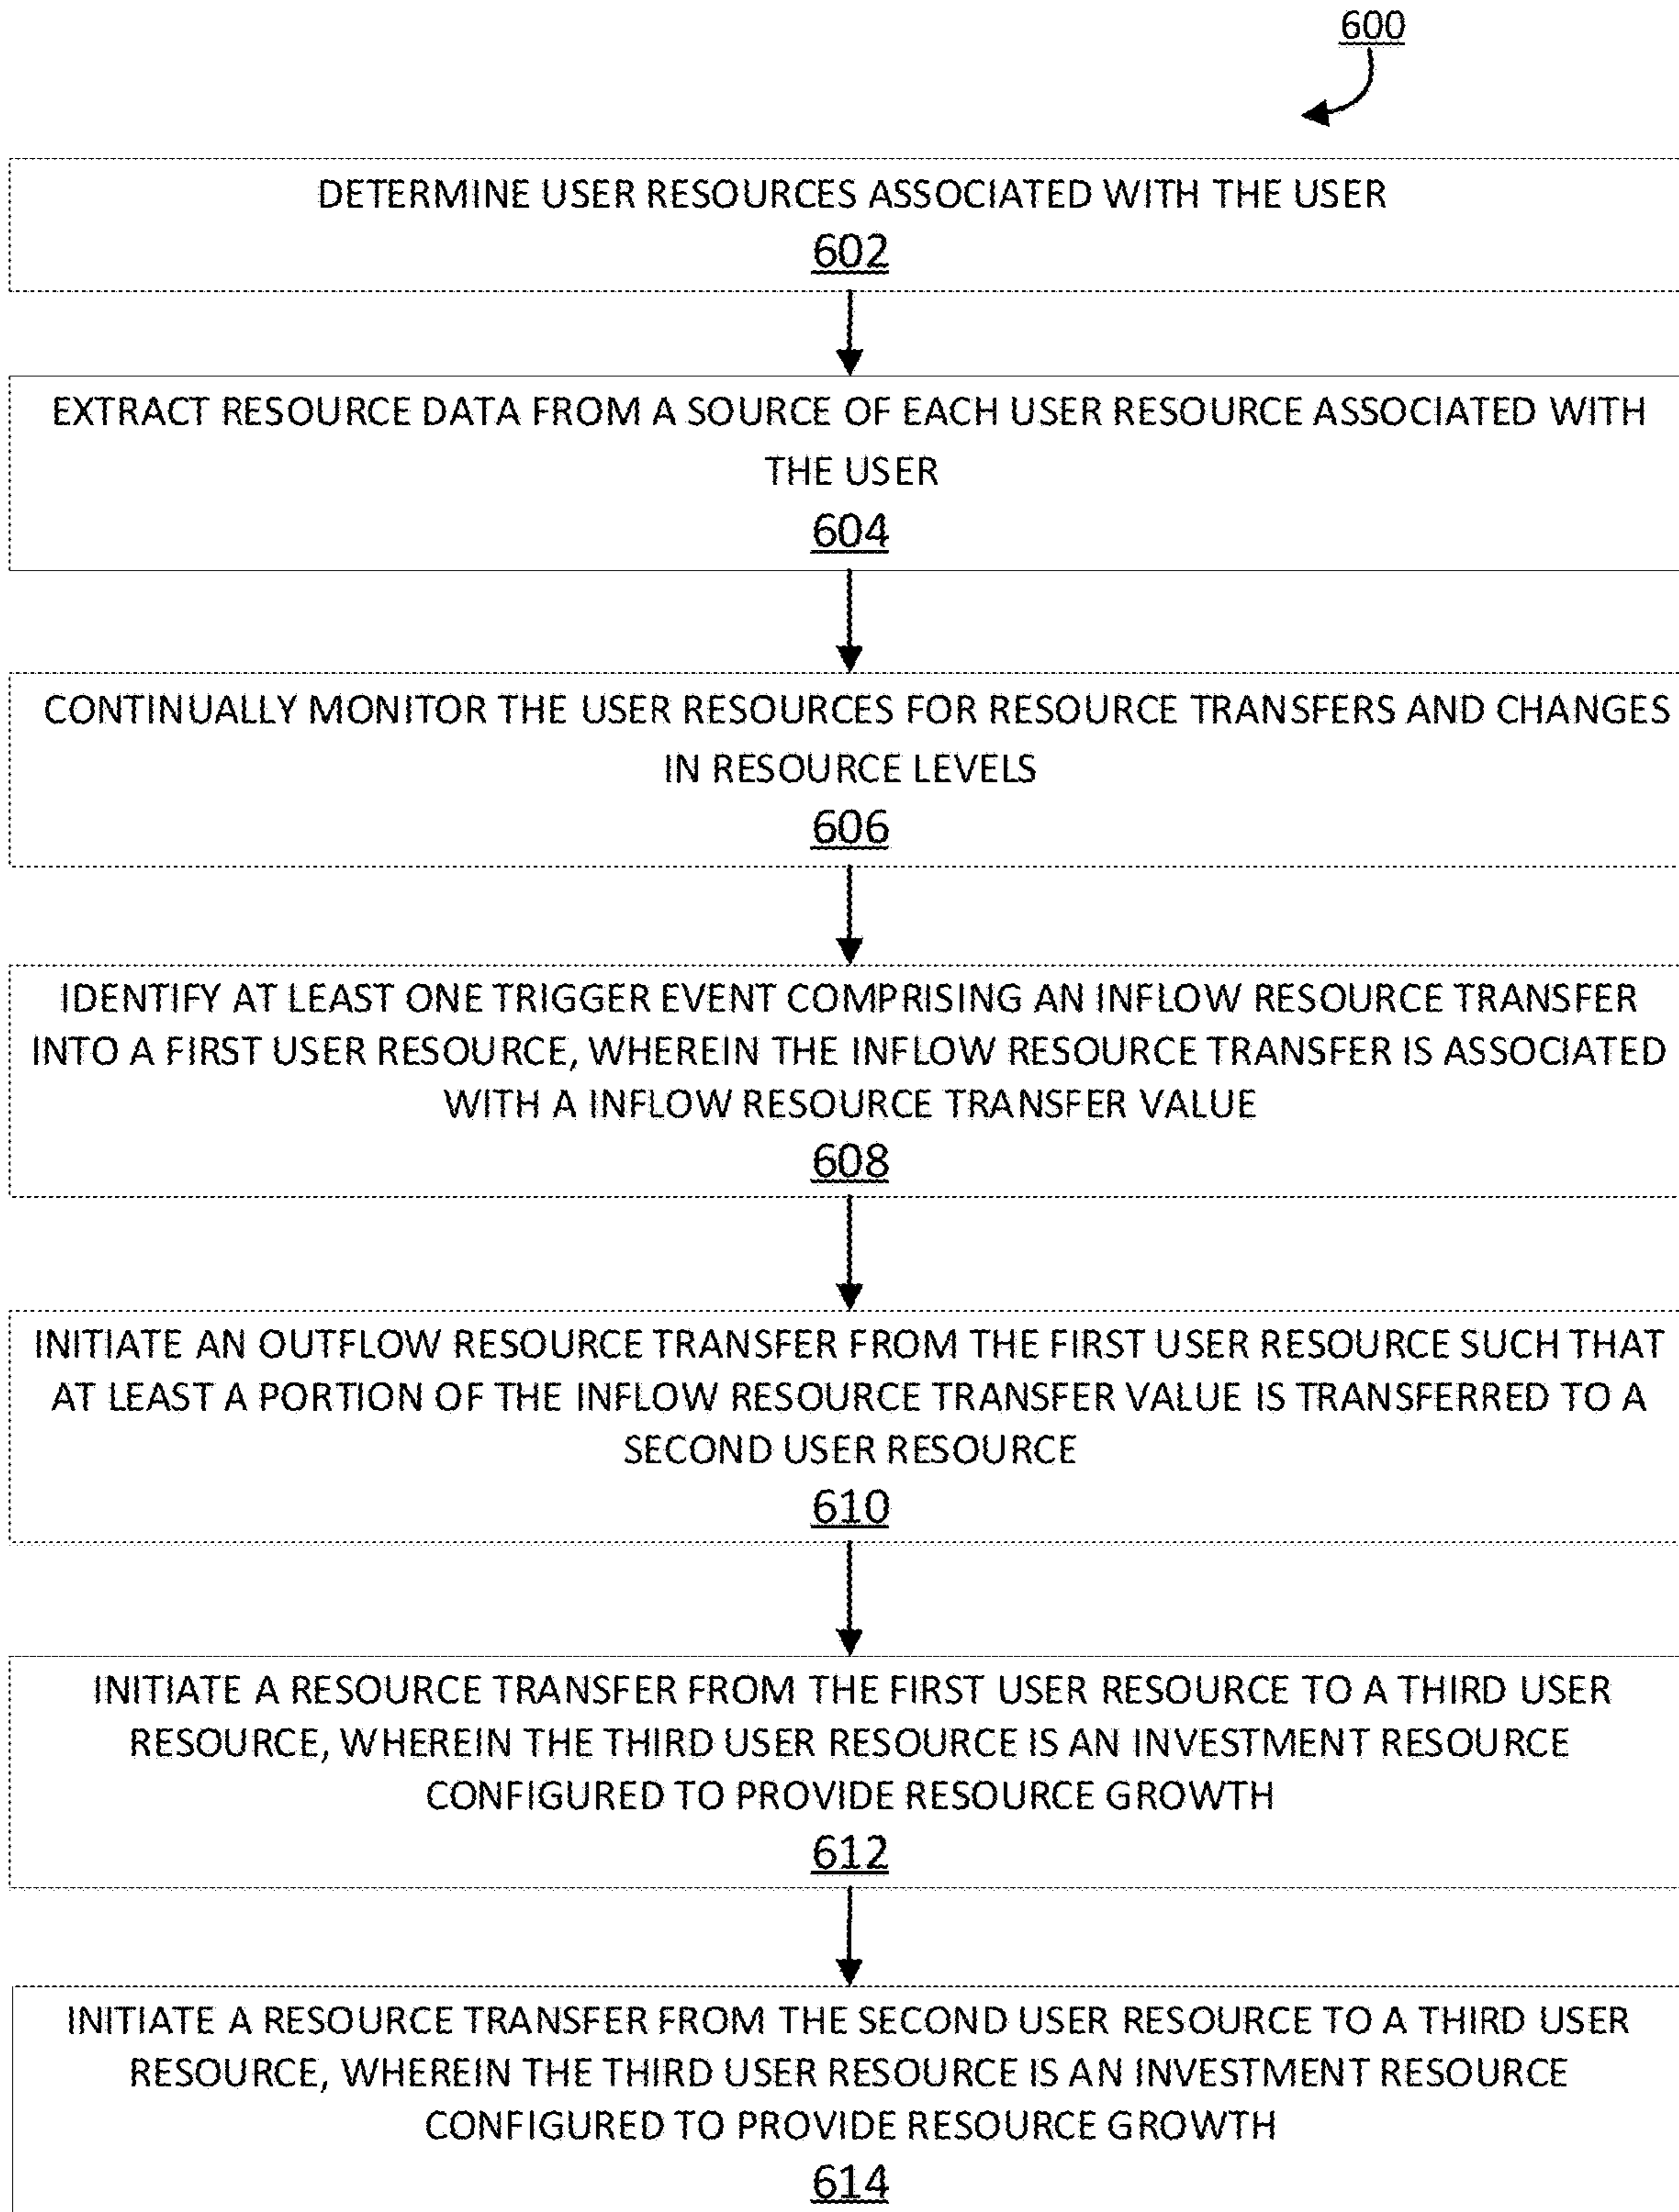 600
DETERMINE USER RESOURCES ASSOCIATED WITH THE USER
602
EXTRACT RESOURCE DATA FROM A SOURCE OF EACH USER RESOURCE ASSOCIATED WITH
THE USER
604
CONTINUALLY MONITOR THE USER RESOURCES FOR RESOURCE TRANSFERS AND CHANGES
IN RESOURCE LEVELS
606
IDENTIFY AT LEAST ONE TRIGGER EVENT COMPRISING AN INFLOW RESOURCE TRANSFER
INTO A FIRST USER RESOURCE, WHEREIN THE INFLOW RESOURCE TRANSFER IS ASSOCIATED
WITH A INFLOW RESOURCE TRANSFER VALUE
608
INITIATE AN OUTFLOW RESOURCE TRANSFER FROM THE FIRST USER RESOURCE SUCH THAT
AT LEAST A PORTION OF THE INFLOW RESOURCE TRANSFER VALUE IS TRANSFERRED TO A
SECOND USER RESOURCE
610
INITIATE A RESOURCE TRANSFER FROM THE FIRST USER RESOURCE TO A THIRD USER
RESOURCE, WHEREIN THE THIRD USER RESOURCE IS AN INVESTMENT RESOURCE
CONFIGURED TO PROVIDE RESOURCE GROWTH
612
INITIATE A RESOURCE TRANSFER FROM THE SECOND USER RESOURCE TO A THIRD USER
RESOURCE, WHEREIN THE THIRD USER RESOURCE IS AN INVESTMENT RESOURCE
CONFIGURED TO PROVIDE RESOURCE GROWTH
614